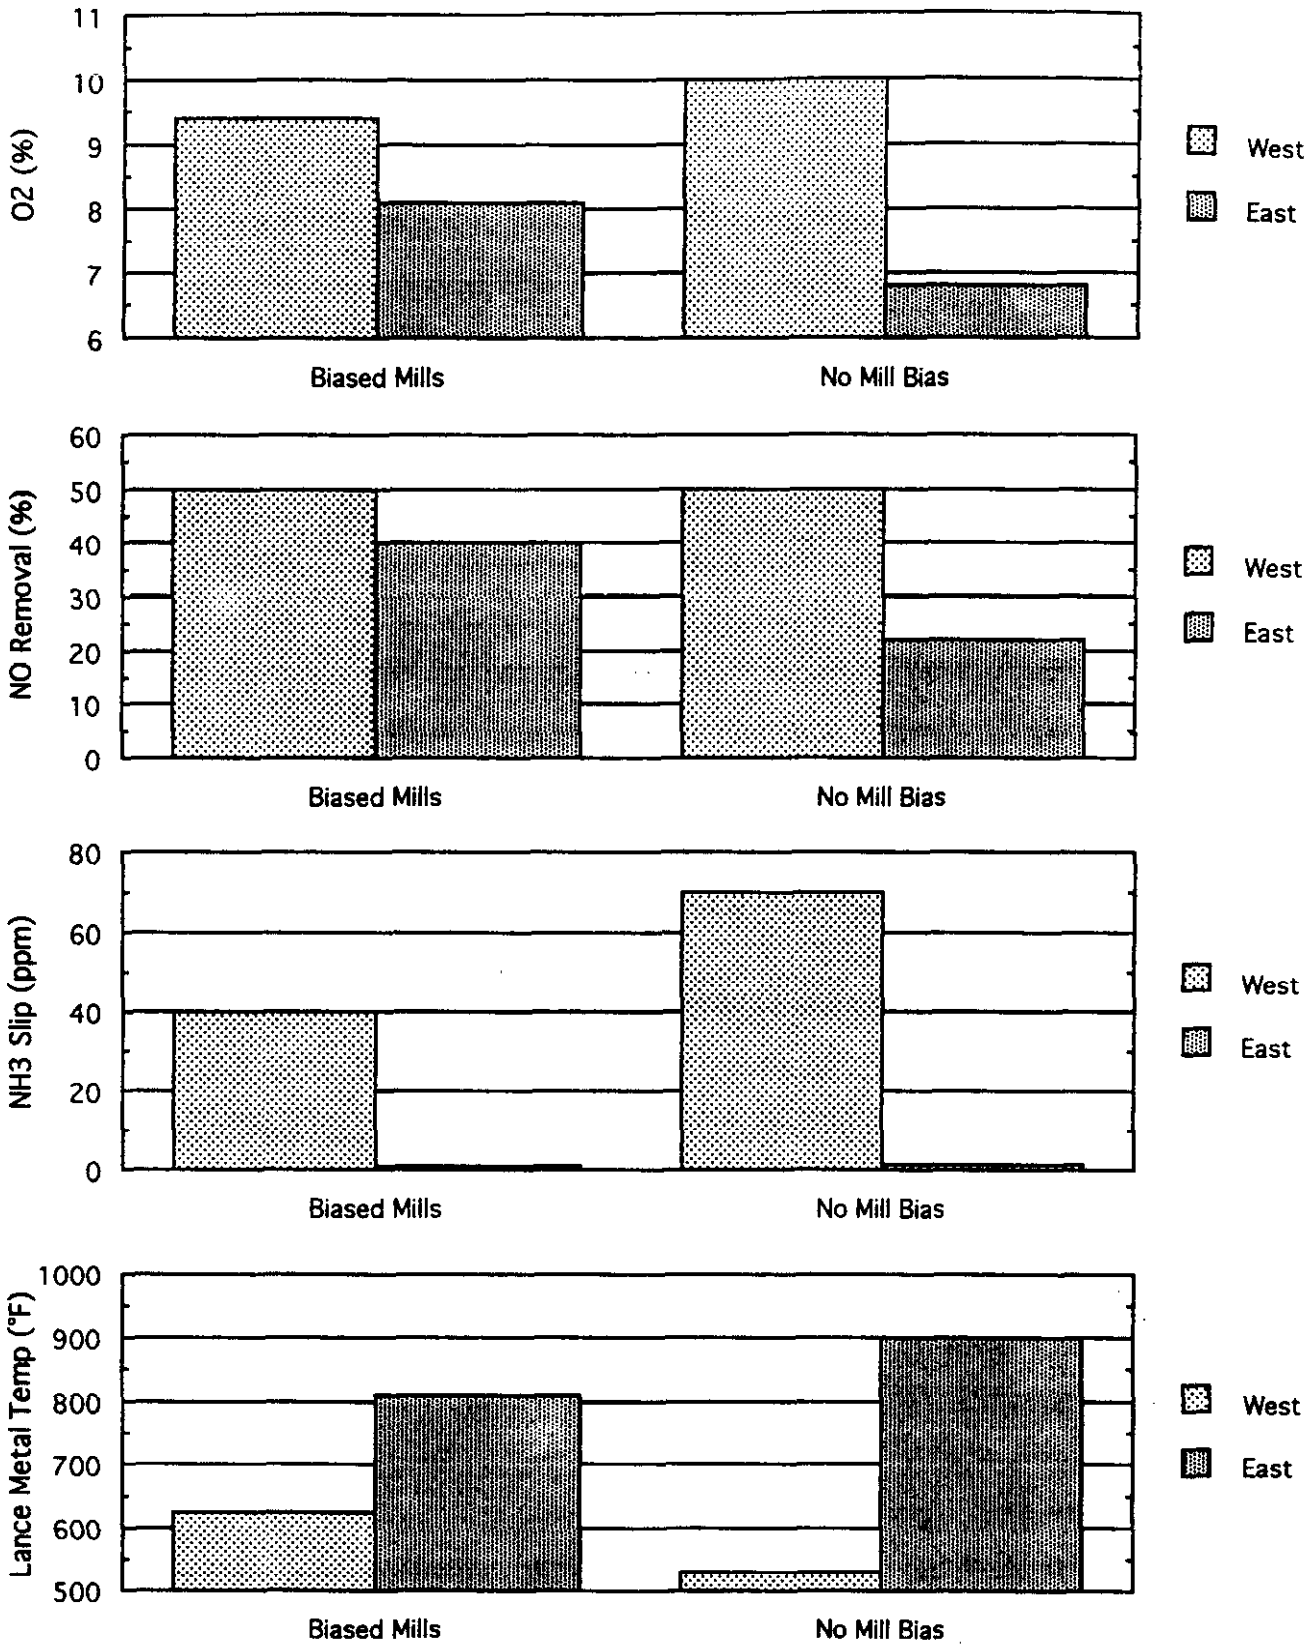 11
10
9
8
7
6
O2 (%)
Biased Mills
No Mill Bias
West
East
60
50
40
30
20
10
0
NO Removal (%)
Biased Mills
No Mill Bias
West
East
80
60
40
20
0
NH3 Slip (ppm)
Biased Mills
No Mill Bias
West
East
1000
900
800
700
600
500
Lance Metal Temp (°F)
Biased Mills
No Mill Bias
West
East